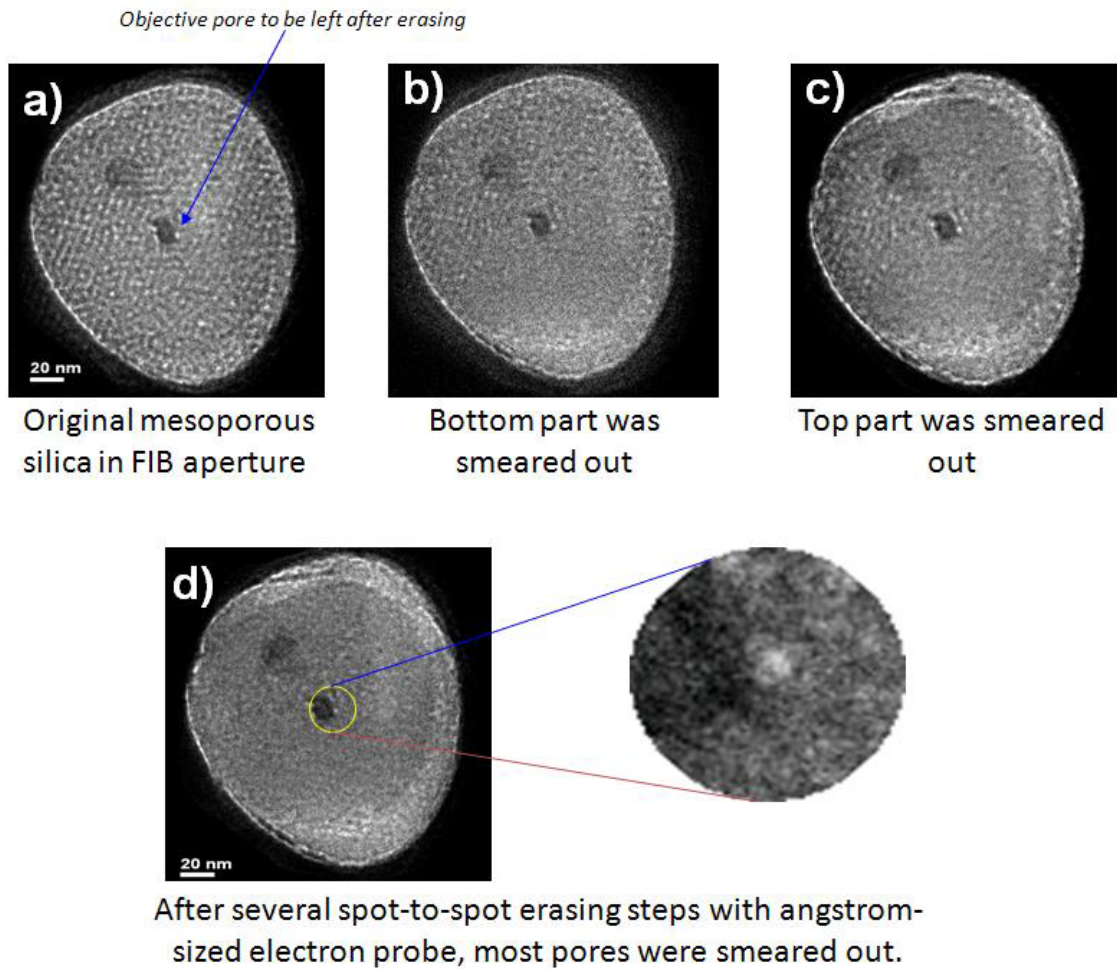 Objective pore to be left after erasing
a)
b)
c)
20 nm
Original mesoporous
silica in FIB aperture
Bottom part was
smeared out
Top part was smeared
out
d)
20 nm
After several spot-to-spot erasing steps with angstrom-
sized electron probe, most pores were smeared out.